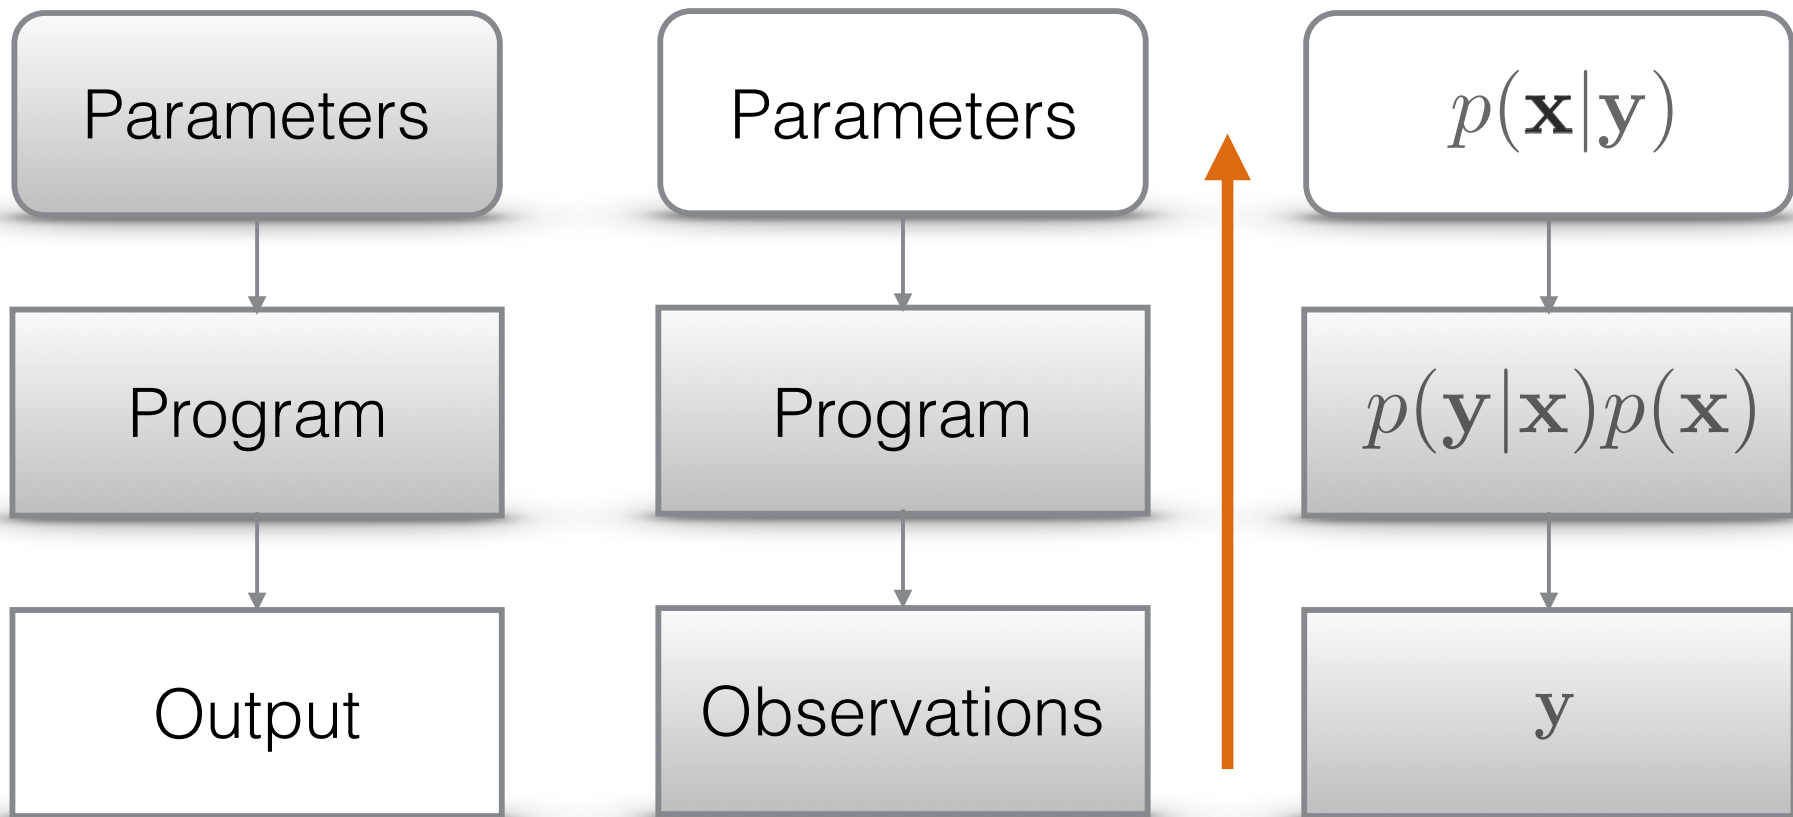 Parameters
Program
Output
Parameters
Program
Observations
p(x|y)
p(y|x)p(x)
y